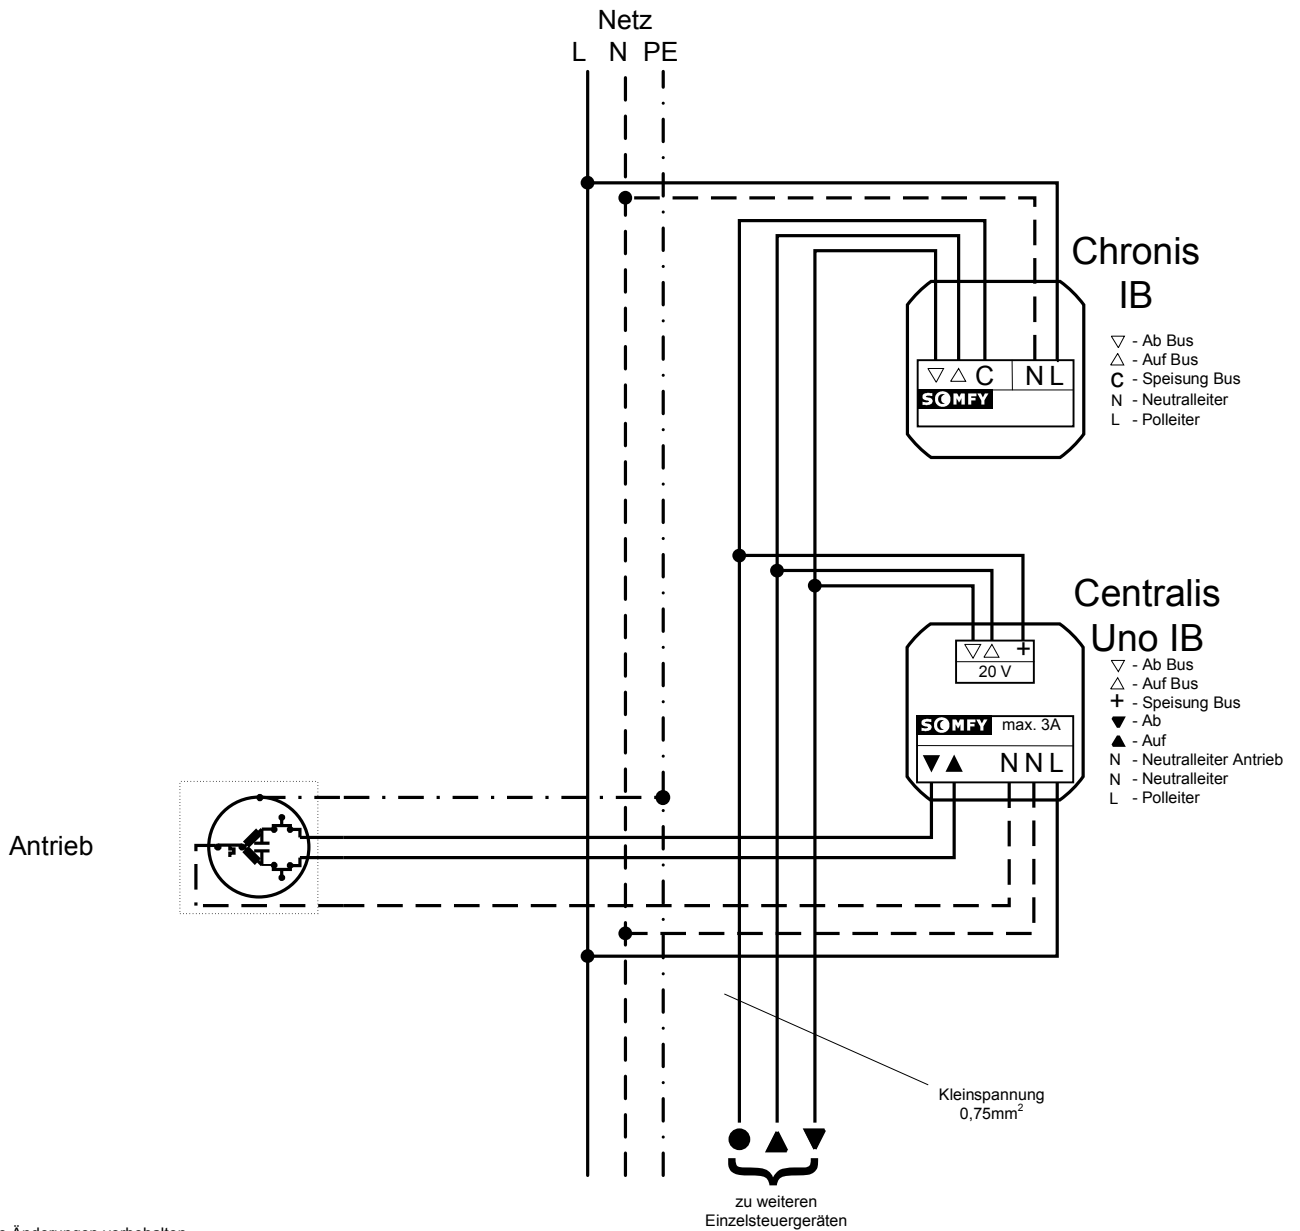 Netz
L N PE
Chronis
IB
▽ - Ab Bus
△ - Auf Bus
C - Speisung Bus
N - Neutralleiter
L - Polleiter
▽ △ C N L
SOMFY
Centralis
Uno IB
▽ - Ab Bus
△ - Auf Bus
+ - Speisung Bus
▼ - Ab
▲ - Auf
N - Neutralleiter Antrieb
N - Neutralleiter
L - Polleiter
▽ △ +
20 V
SOMFY max. 3A
▼ ▲ N N L
Antrieb
Kleinspannung
0,75mm²
zu weiteren
Einzelsteuergeräten
Änderungen vorbehalten